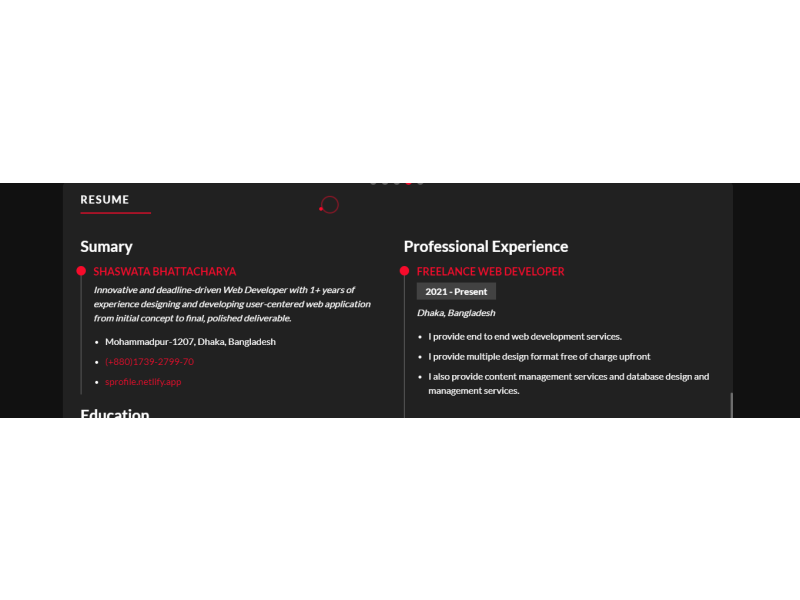 RESUME
Sumary
SHASWATA BHATTACHARYA
Innovative and deadline-driven Web Developer with 1+ years of
experience designing and developing user-centered web application
from initial concept to final, polished deliverable.
Mohammadpur-1207, Dhaka, Bangladesh
(+880)1739-2799-70
sprofile.netlify.app
Education
Professional Experience
FREELANCE WEB DEVELOPER
2021 - Present
Dhaka, Bangladesh
I provide end to end web development services.
I provide multiple design format free of charge upfront
I also provide content management services and database design and
management services.